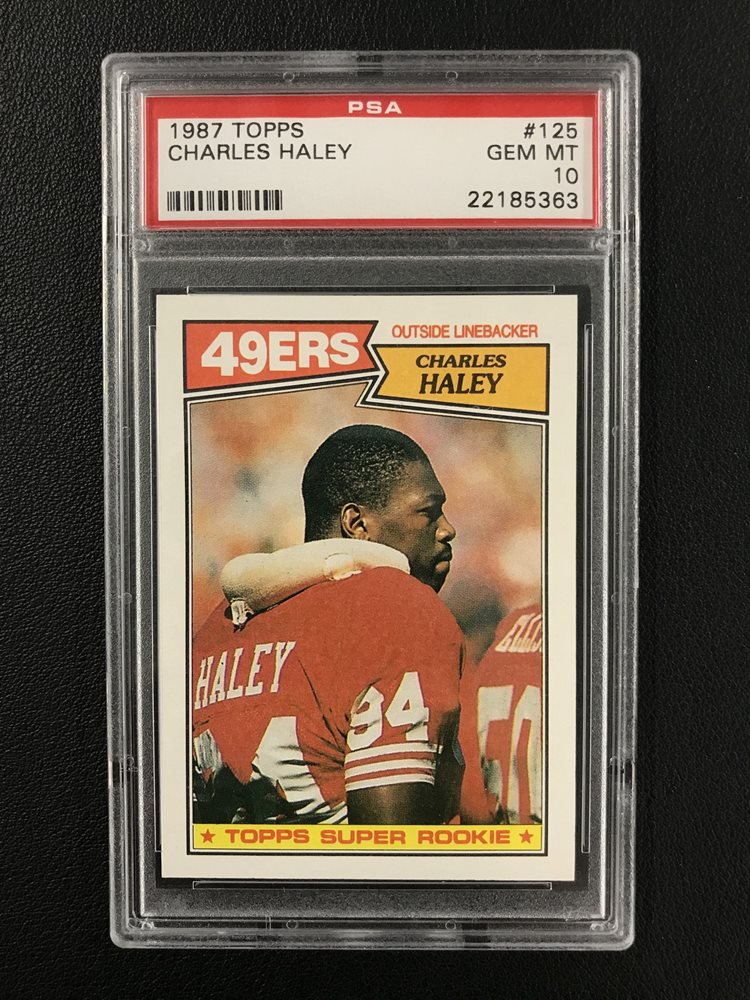 PSA
1987 TOPPS #125
CHARLES HALEY GEM MT
10
22185363
49ERS
OUTSIDE LINEBACKER
CHARLES
HALEY
HALEY
94
50
★ TOPPS SUPER ROOKIE ★